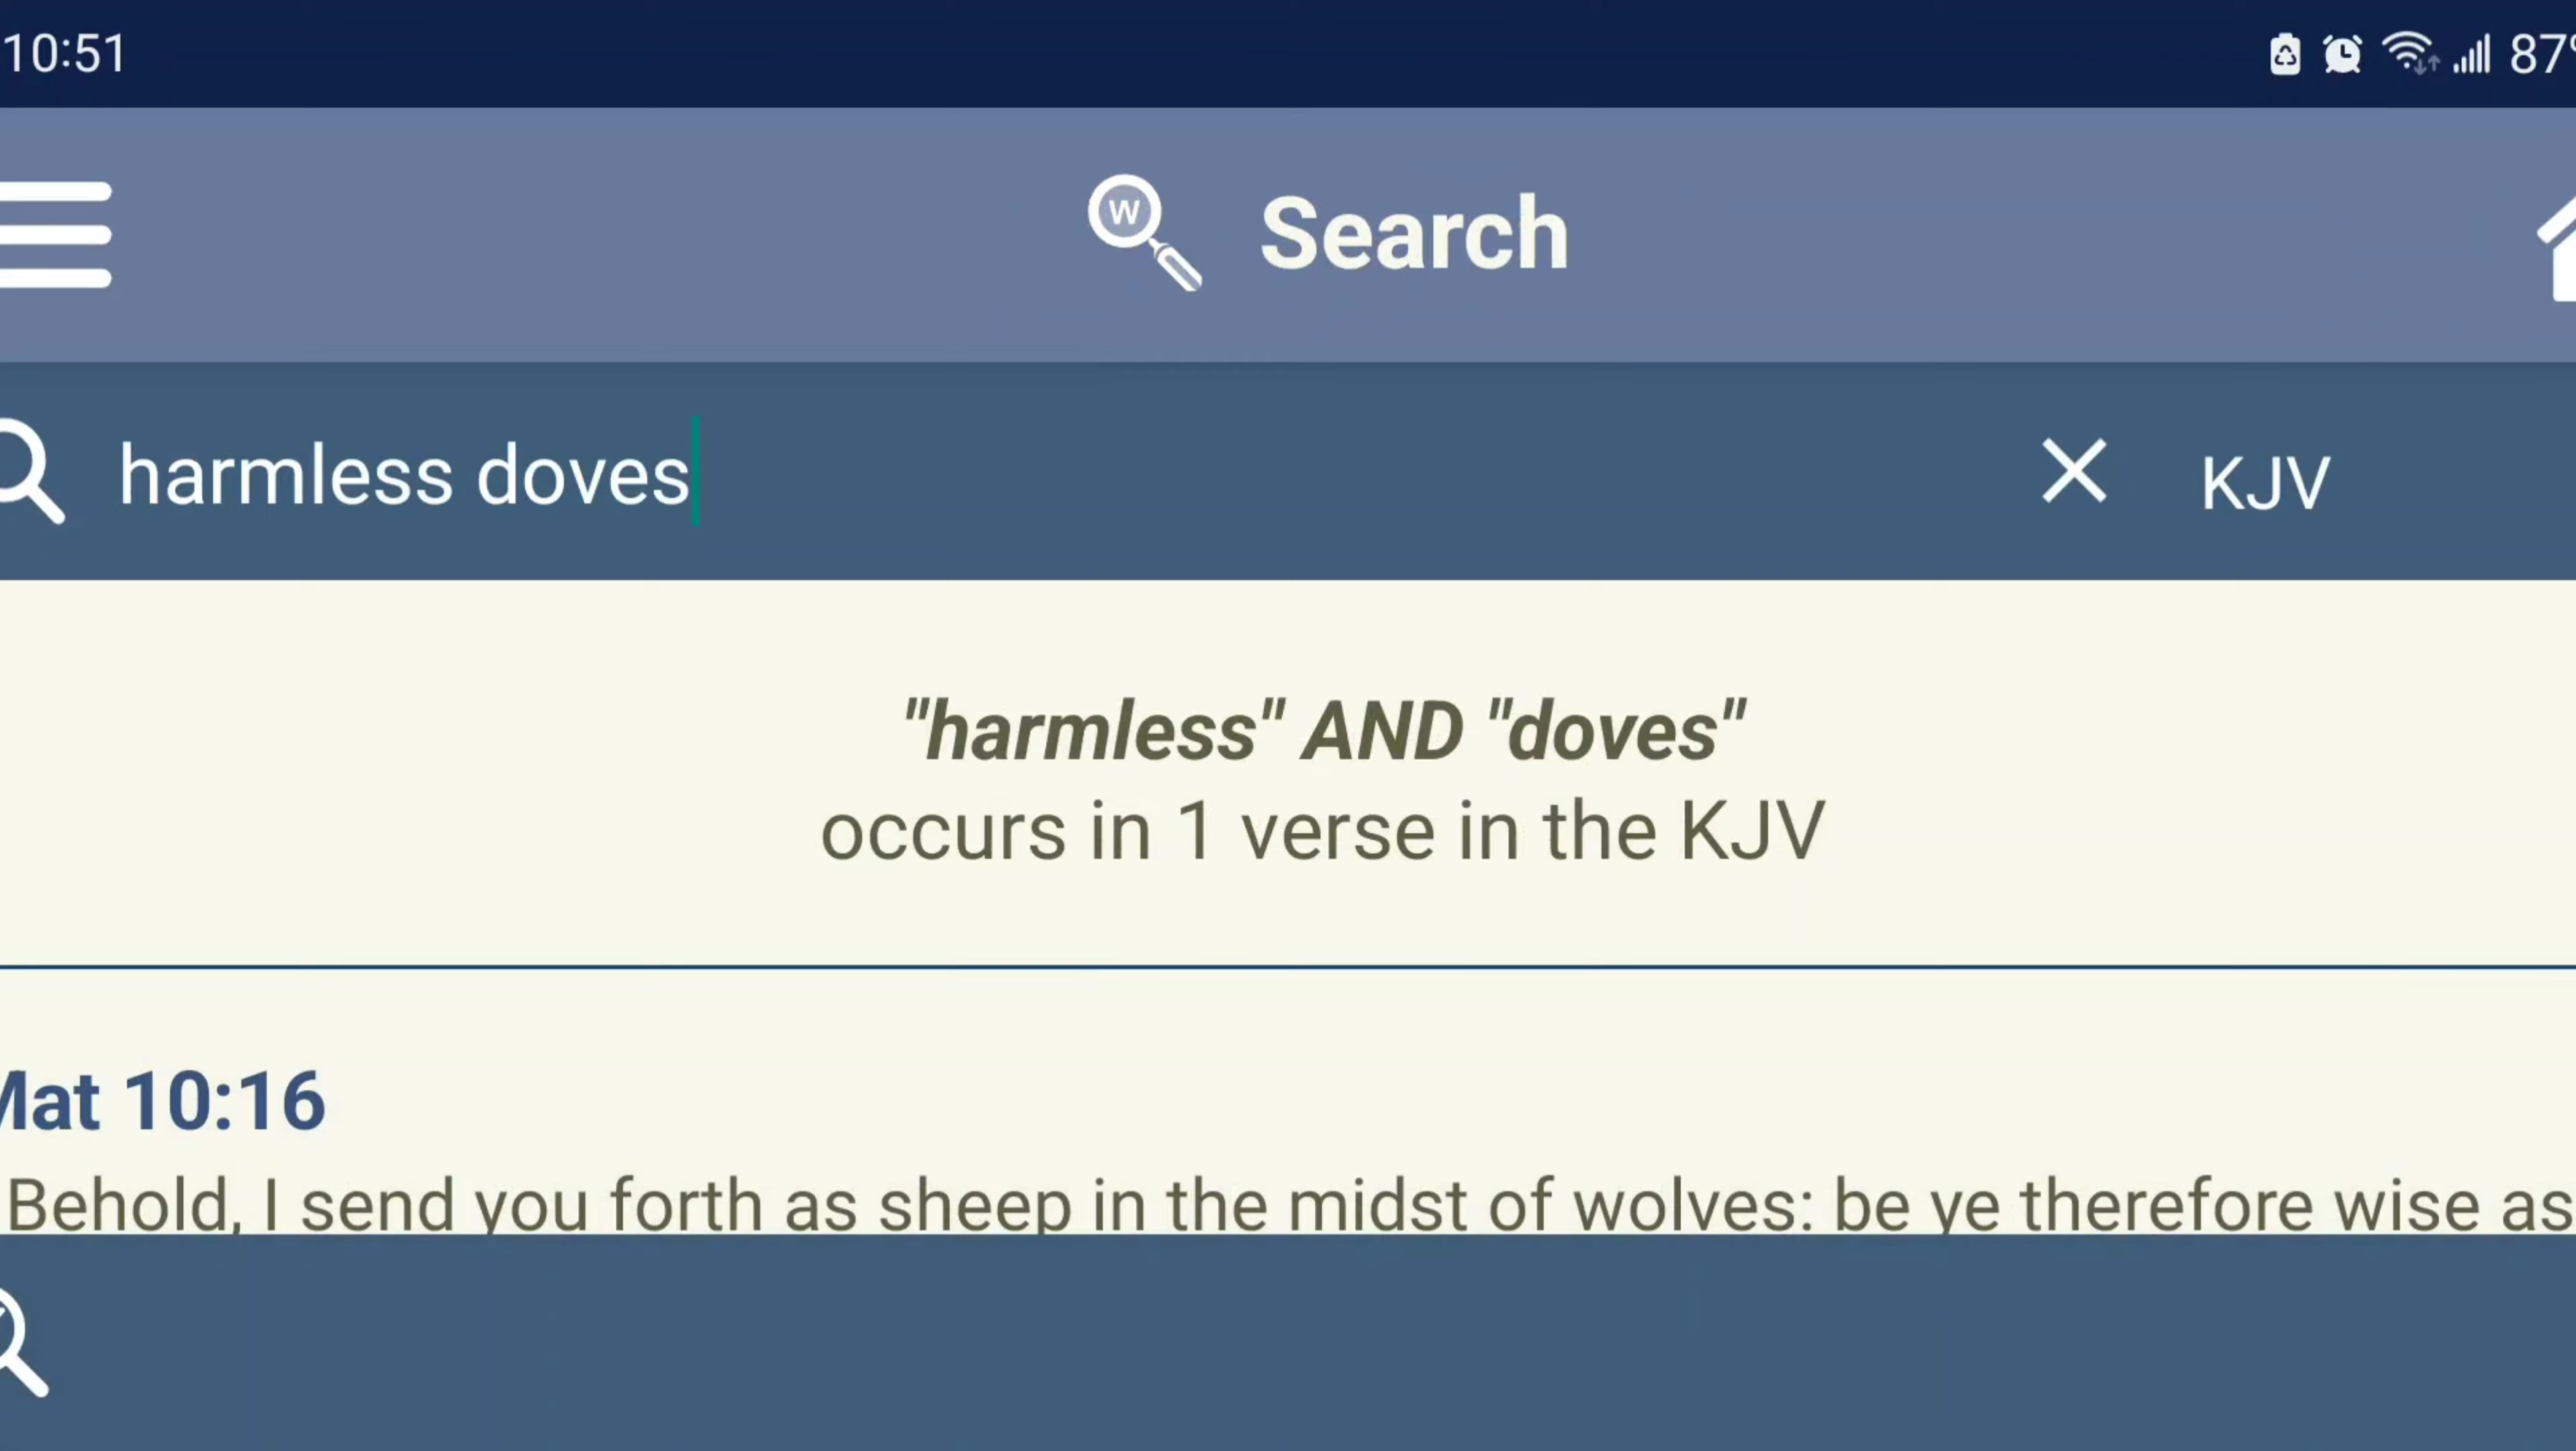 10:51
87%
W
Search
harmless doves
KJV
"harmless" AND "doves"
occurs in 1 verse in the KJV
Mat 10:16
Behold, I send you forth as sheep in the midst of wolves: be ye therefore wise as